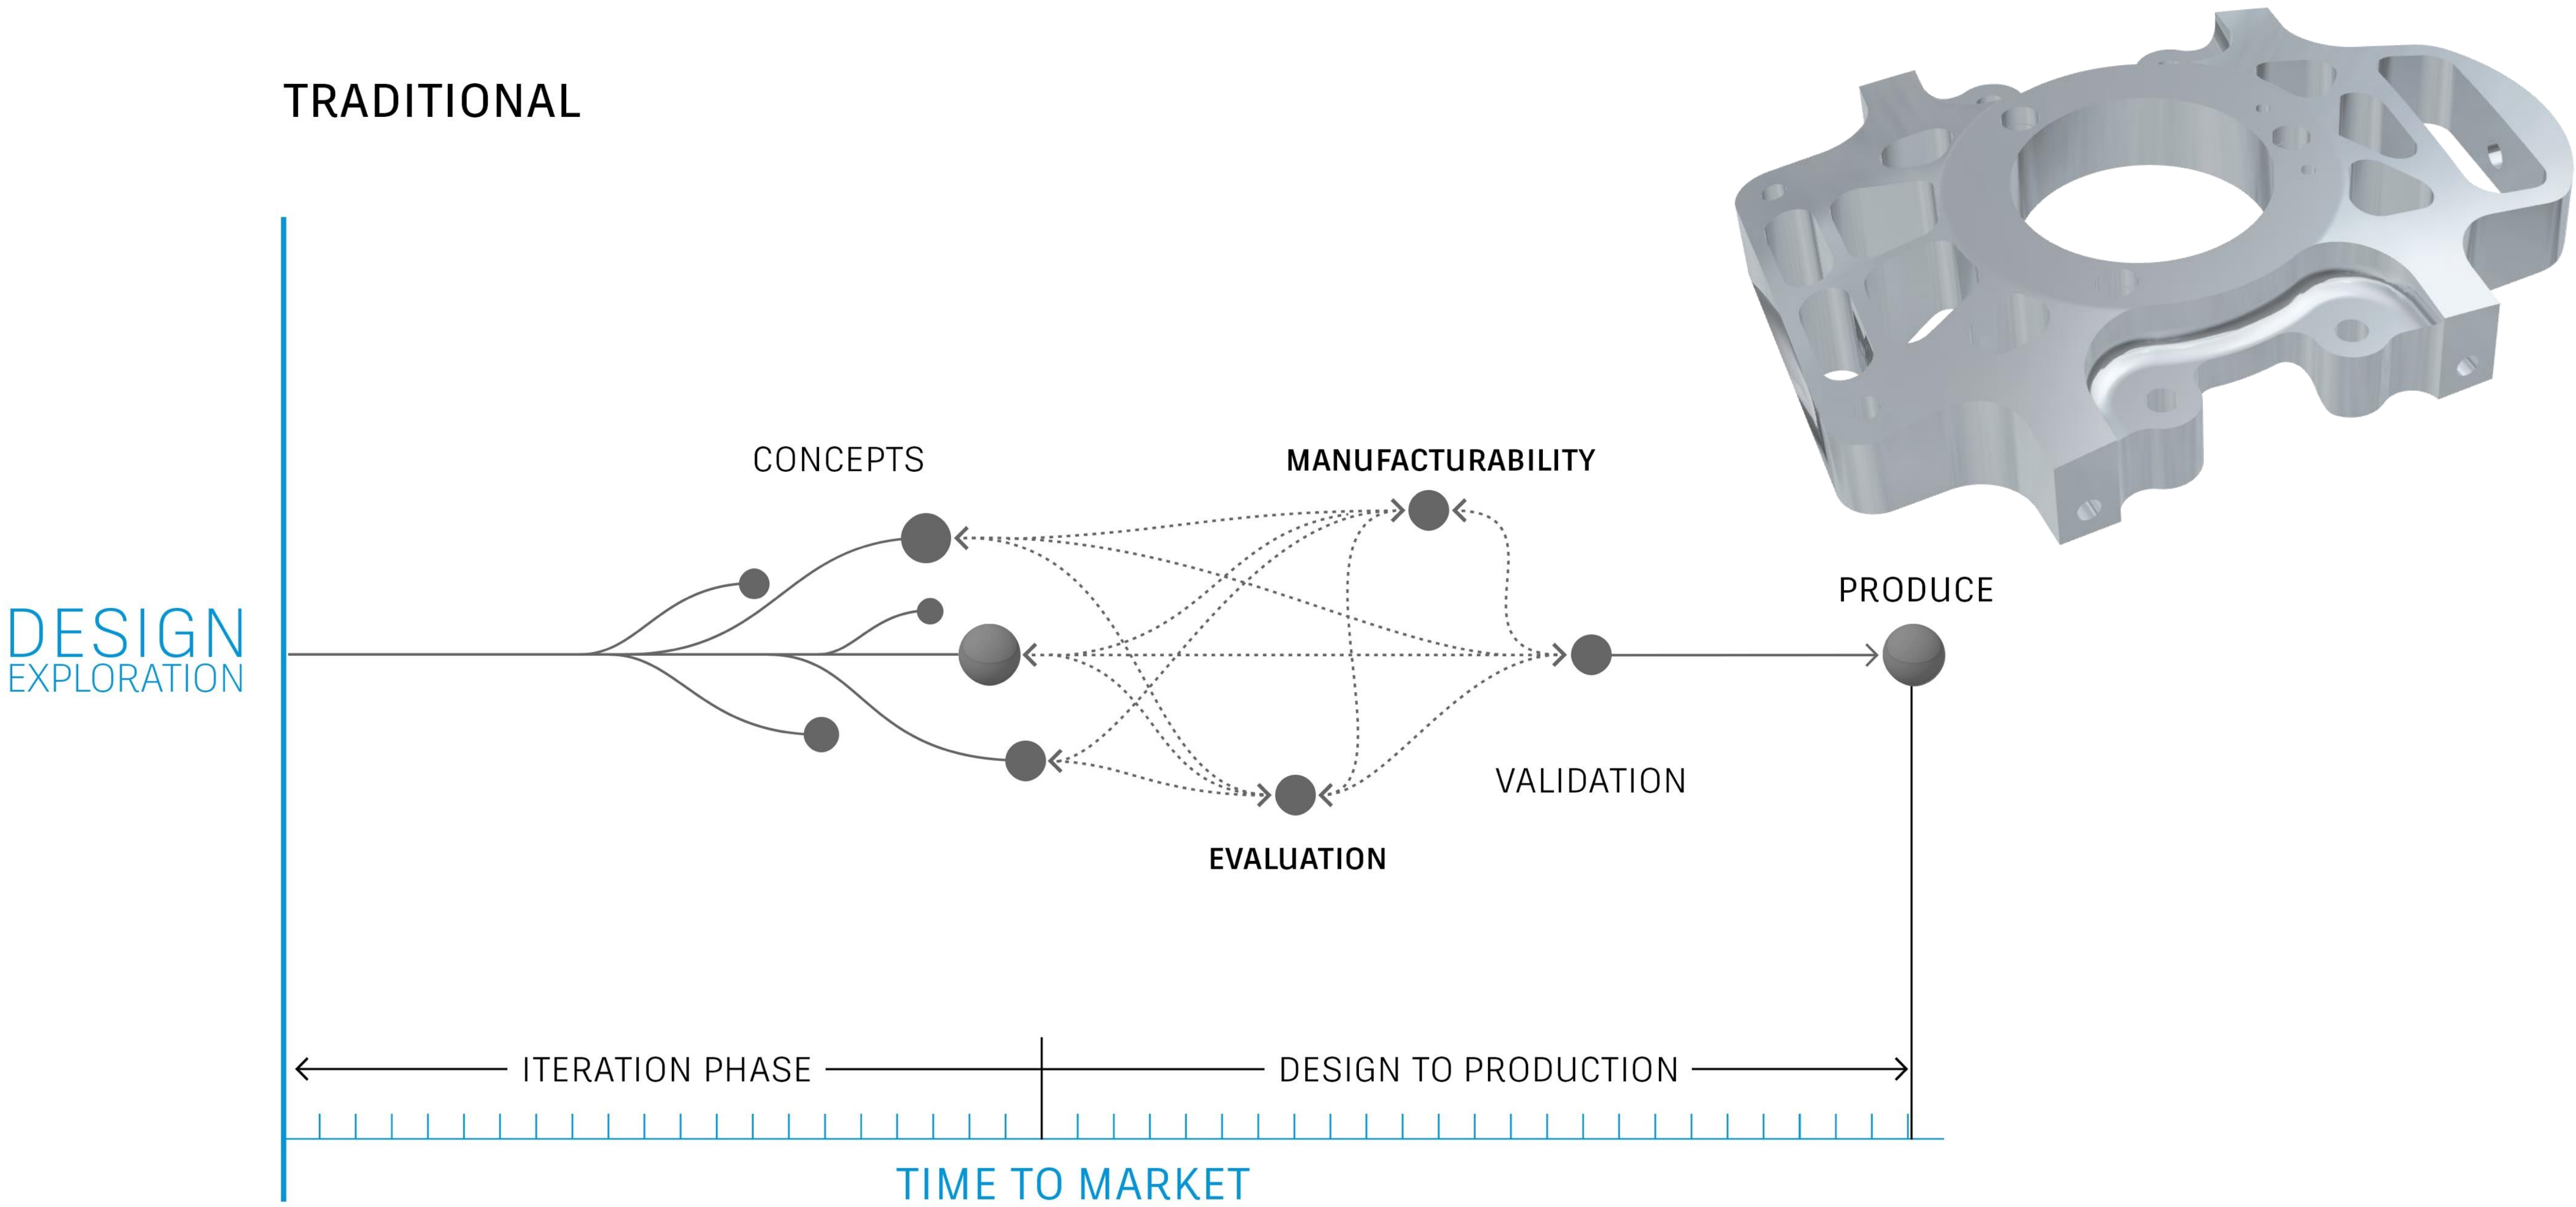 TRADITIONAL
CONCEPTS
MANUFACTURABILITY
PRODUCE
DESIGN
EXPLORATION
VALIDATION
EVALUATION
ITERATION PHASE
DESIGN TO PRODUCTION
TIME TO MARKET